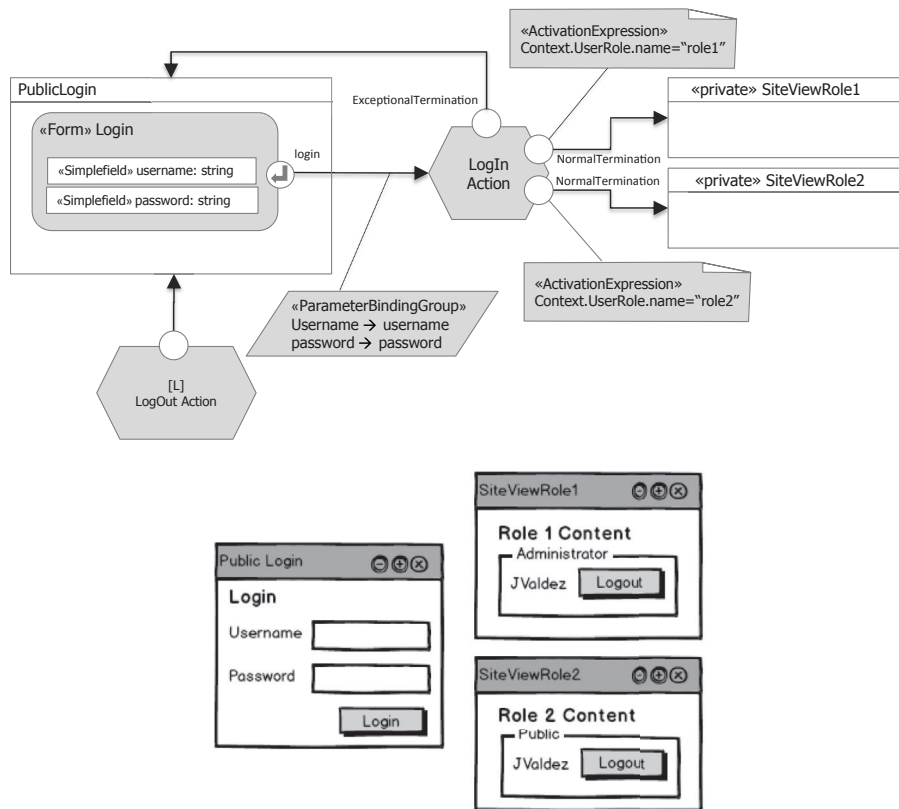 «ActivationExpression»
Context.UserRole.name=“role1”
PublicLogin
ExceptionalTermination
«private» SiteViewRole1
«Form» Login
login
LogIn
Action
NormalTermination
NormalTermination
«Simplefield» username: string
«Simplefield» password: string
«private» SiteViewRole2
«ActivationExpression»
Context.UserRole.name=“role2”
«ParameterBindingGroup»
Username → username
password → password
[L]
LogOut Action
SiteViewRole1
Role 1 Content
Administrator
JValdez
Logout
Public Login
Login
Username
Password
Login
SiteViewRole2
Role 2 Content
Public
JValdez
Logout